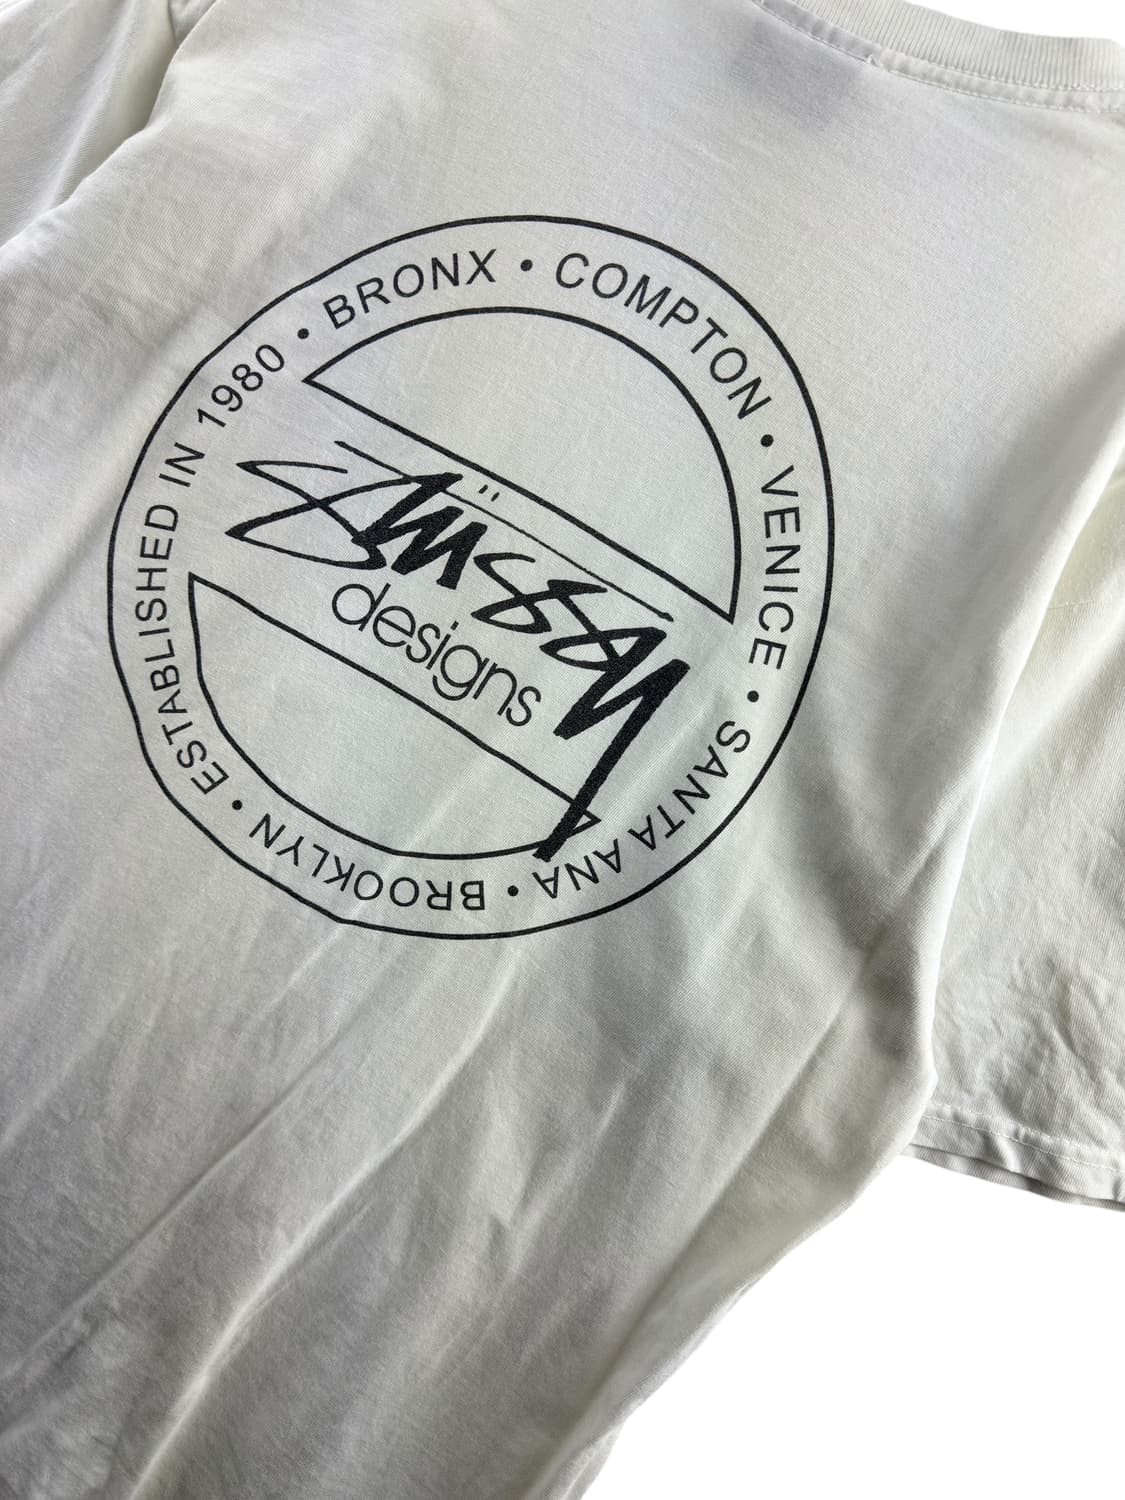 ESTABLISHED IN 1980 • BRONX • COMPTON • VENICE • SANTA ANA • BROOKLYN •
Stüssy
designs